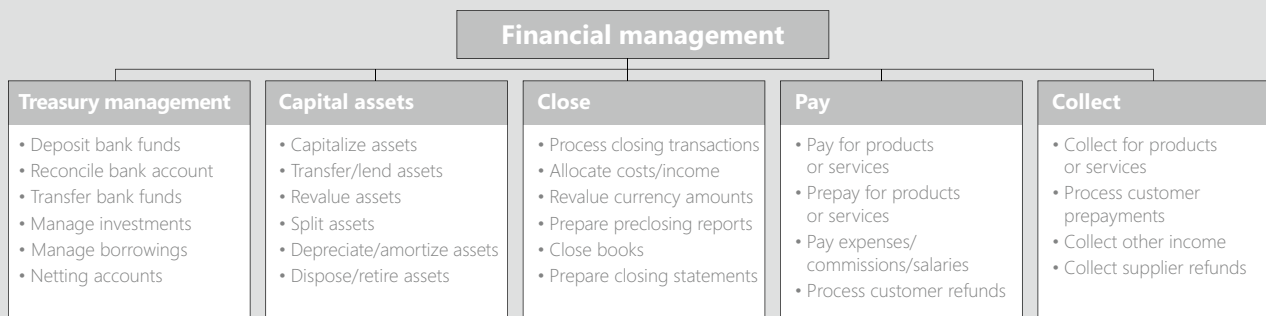 Financial management
Treasury management
• Deposit bank funds
• Reconcile bank account
• Transfer bank funds
• Manage investments
• Manage borrowings
• Netting accounts
Capital assets
• Capitalize assets
• Transfer/lend assets
• Revalue assets
• Split assets
• Depreciate/amortize assets
• Dispose/retire assets
Close
• Process closing transactions
• Allocate costs/income
• Revalue currency amounts
• Prepare preclosing reports
• Close books
• Prepare closing statements
Pay
• Pay for products
or services
• Prepay for products
or services
• Pay expenses/
commissions/salaries
• Process customer refunds
Collect
• Collect for products
or services
• Process customer
prepayments
• Collect other income
• Collect supplier refunds